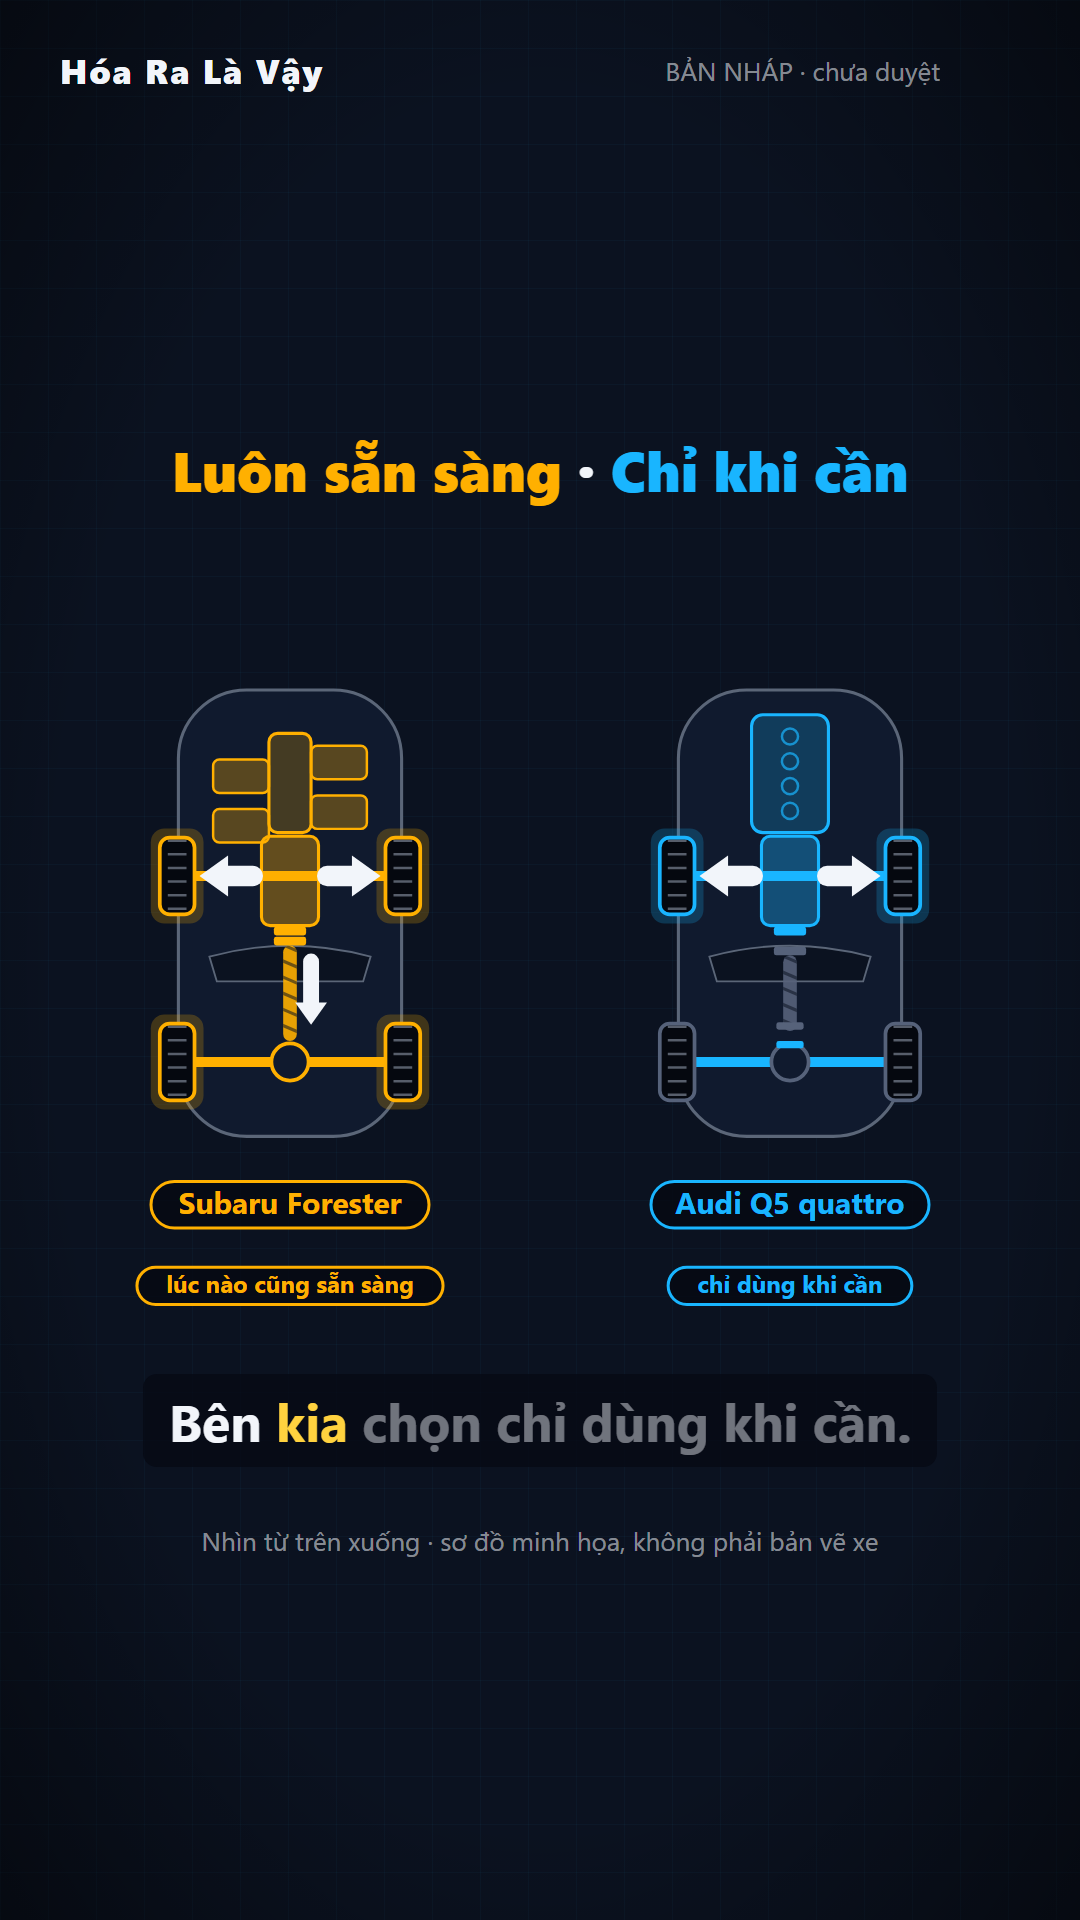 Hóa Ra Là Vậy
BẢN NHÁP · chưa duyệt
Luôn sẵn sàng · Chỉ khi cần
Subaru Forester
Audi Q5 quattro
lúc nào cũng sẵn sàng
chỉ dùng khi cần
Bên kia chọn chỉ dùng khi cần.
Nhìn từ trên xuống · sơ đồ minh họa, không phải bản vẽ xe